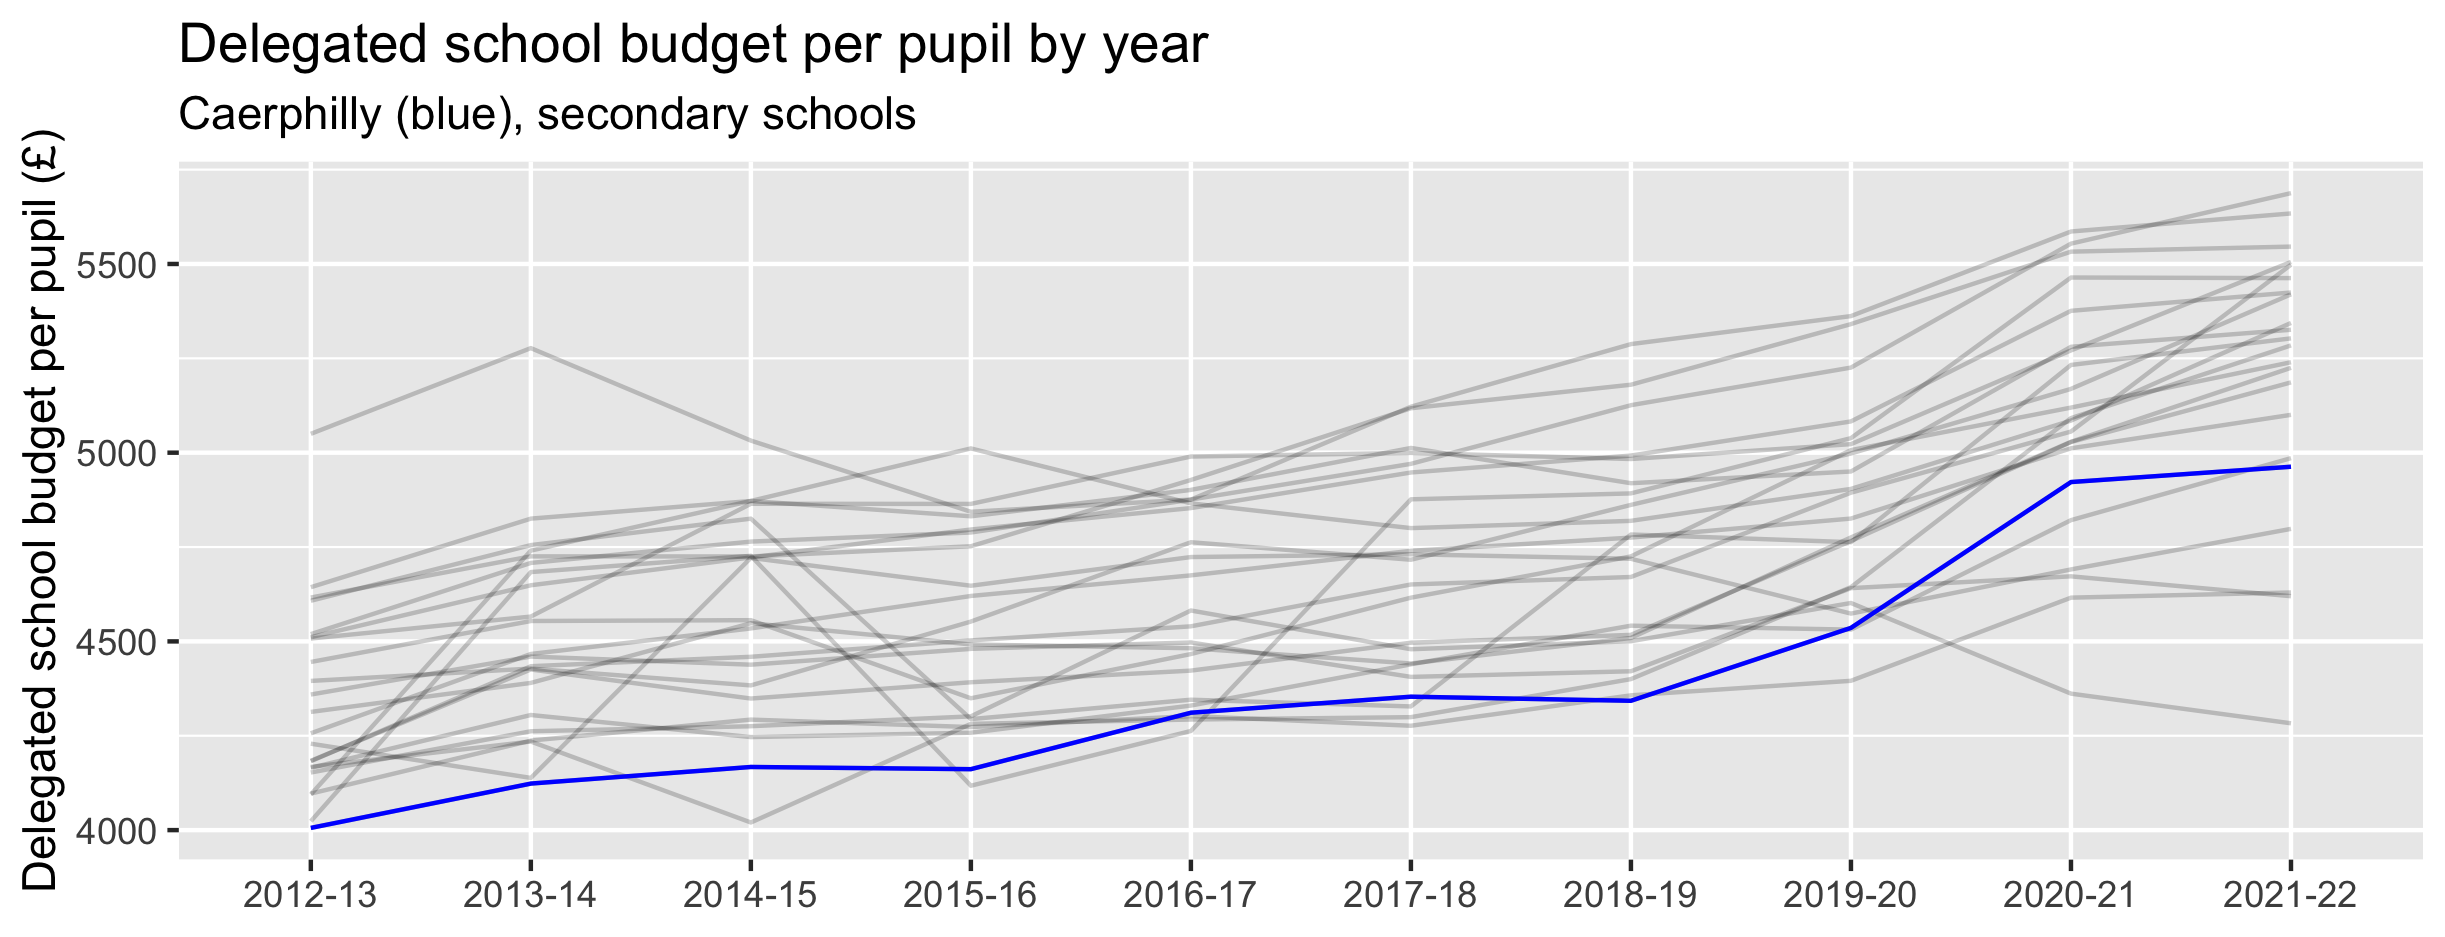 Delegated school budget per pupil by year
Caerphilly (blue), secondary schools
Delegated school budget per pupil (£)
5500
5000
4500
4000
2012-13 2013-14 2014-15 2015-16 2016-17 2017-18 2018-19 2019-20 2020-21 2021-22